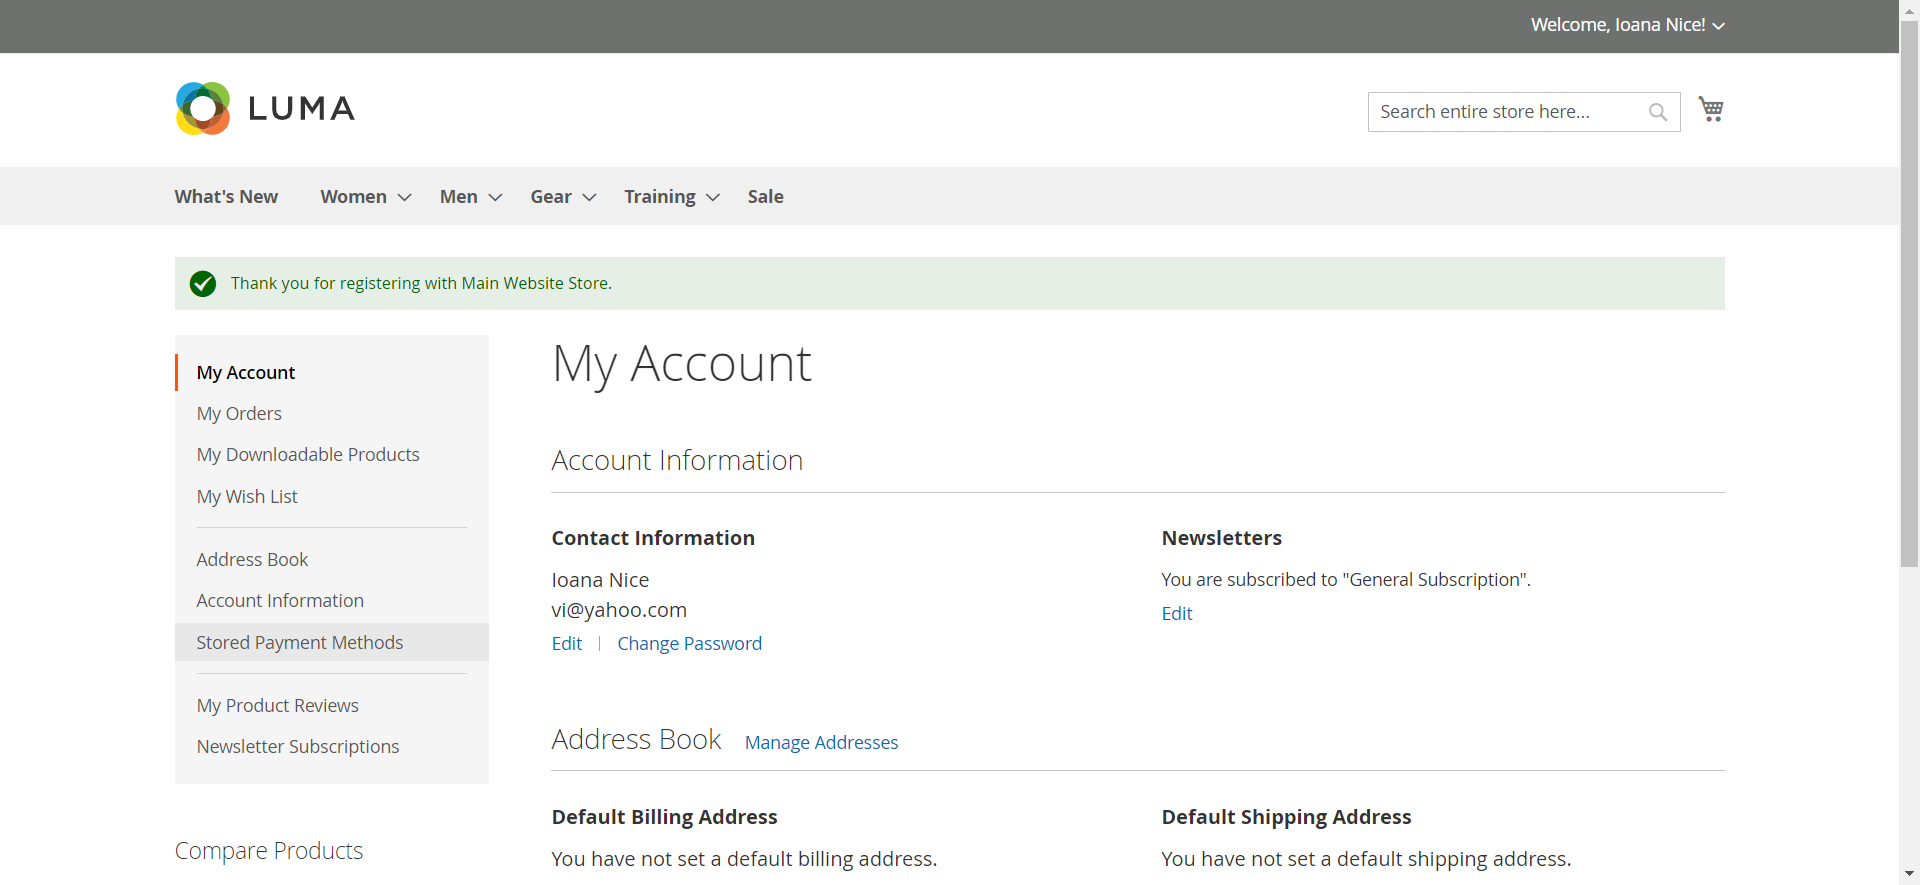 Welcome, Ioana Nice!
LUMA
Search entire store here...
What's New Women Men Gear Training Sale
Thank you for registering with Main Website Store.
My Account
My Orders
My Downloadable Products
My Wish List
Address Book
Account Information
Stored Payment Methods
My Product Reviews
Newsletter Subscriptions
Compare Products
My Account
Account Information
Contact Information
Ioana Nice
vi@yahoo.com
Edit | Change Password
Newsletters
You are subscribed to "General Subscription".
Edit
Address Book Manage Addresses
Default Billing Address
You have not set a default billing address.
Default Shipping Address
You have not set a default shipping address.